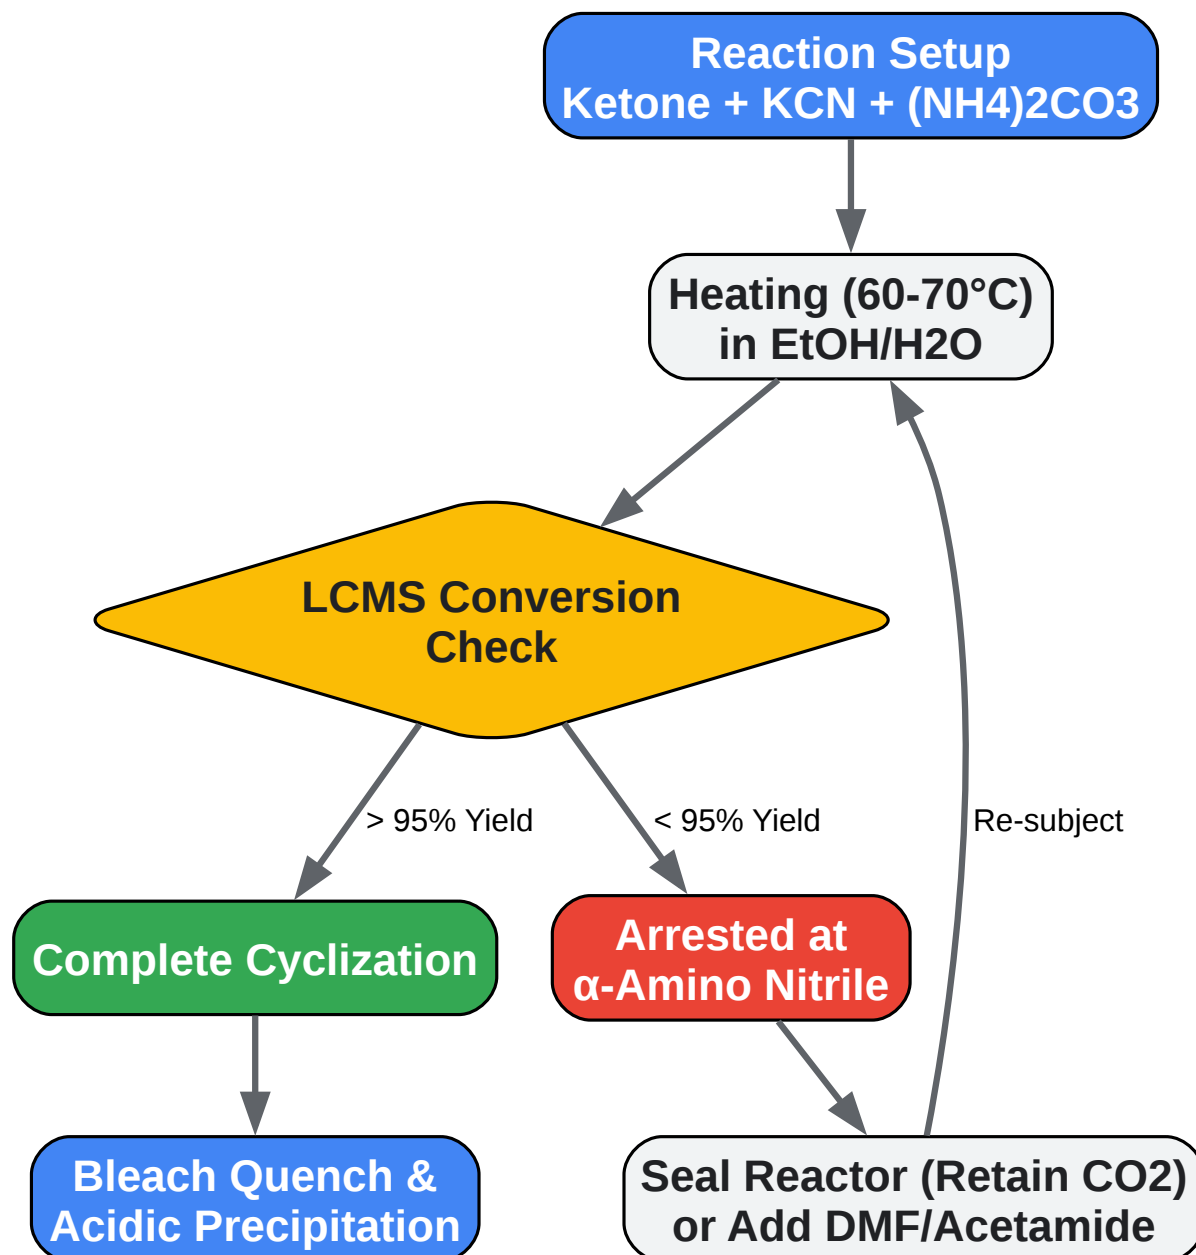 Reaction Setup
Ketone + KCN + (NH4)2CO3
Heating (60-70°C)
in EtOH/H2O
LCMS Conversion
Check
> 95% Yield
< 95% Yield
Re-subject
Complete Cyclization
Arrested at
α-Amino Nitrile
Bleach Quench &
Acidic Precipitation
Seal Reactor (Retain CO2)
or Add DMF/Acetamide